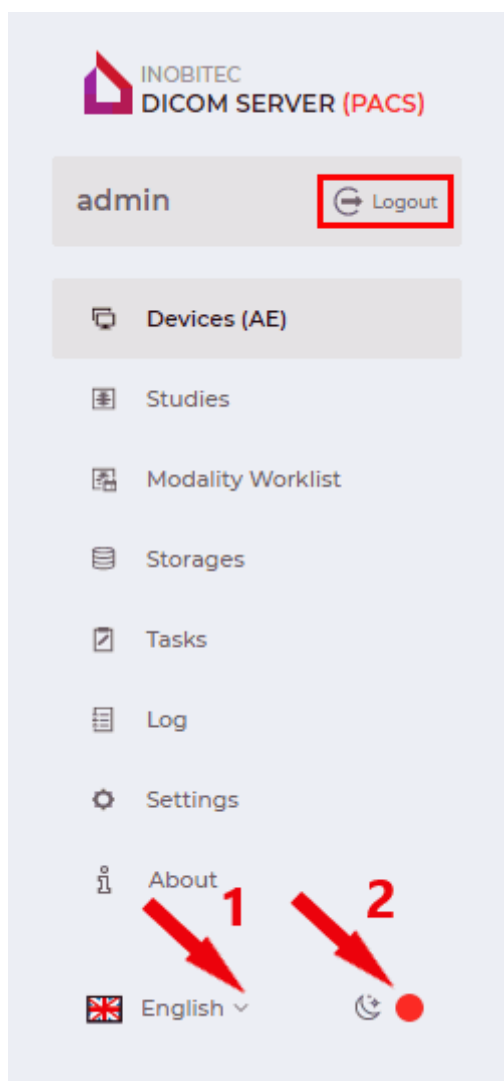 INOBITEC
DICOM SERVER (PACS)
admin
Logout
Devices (AE)
Studies
Modality Worklist
Storages
Tasks
Log
Settings
About
1
2
English